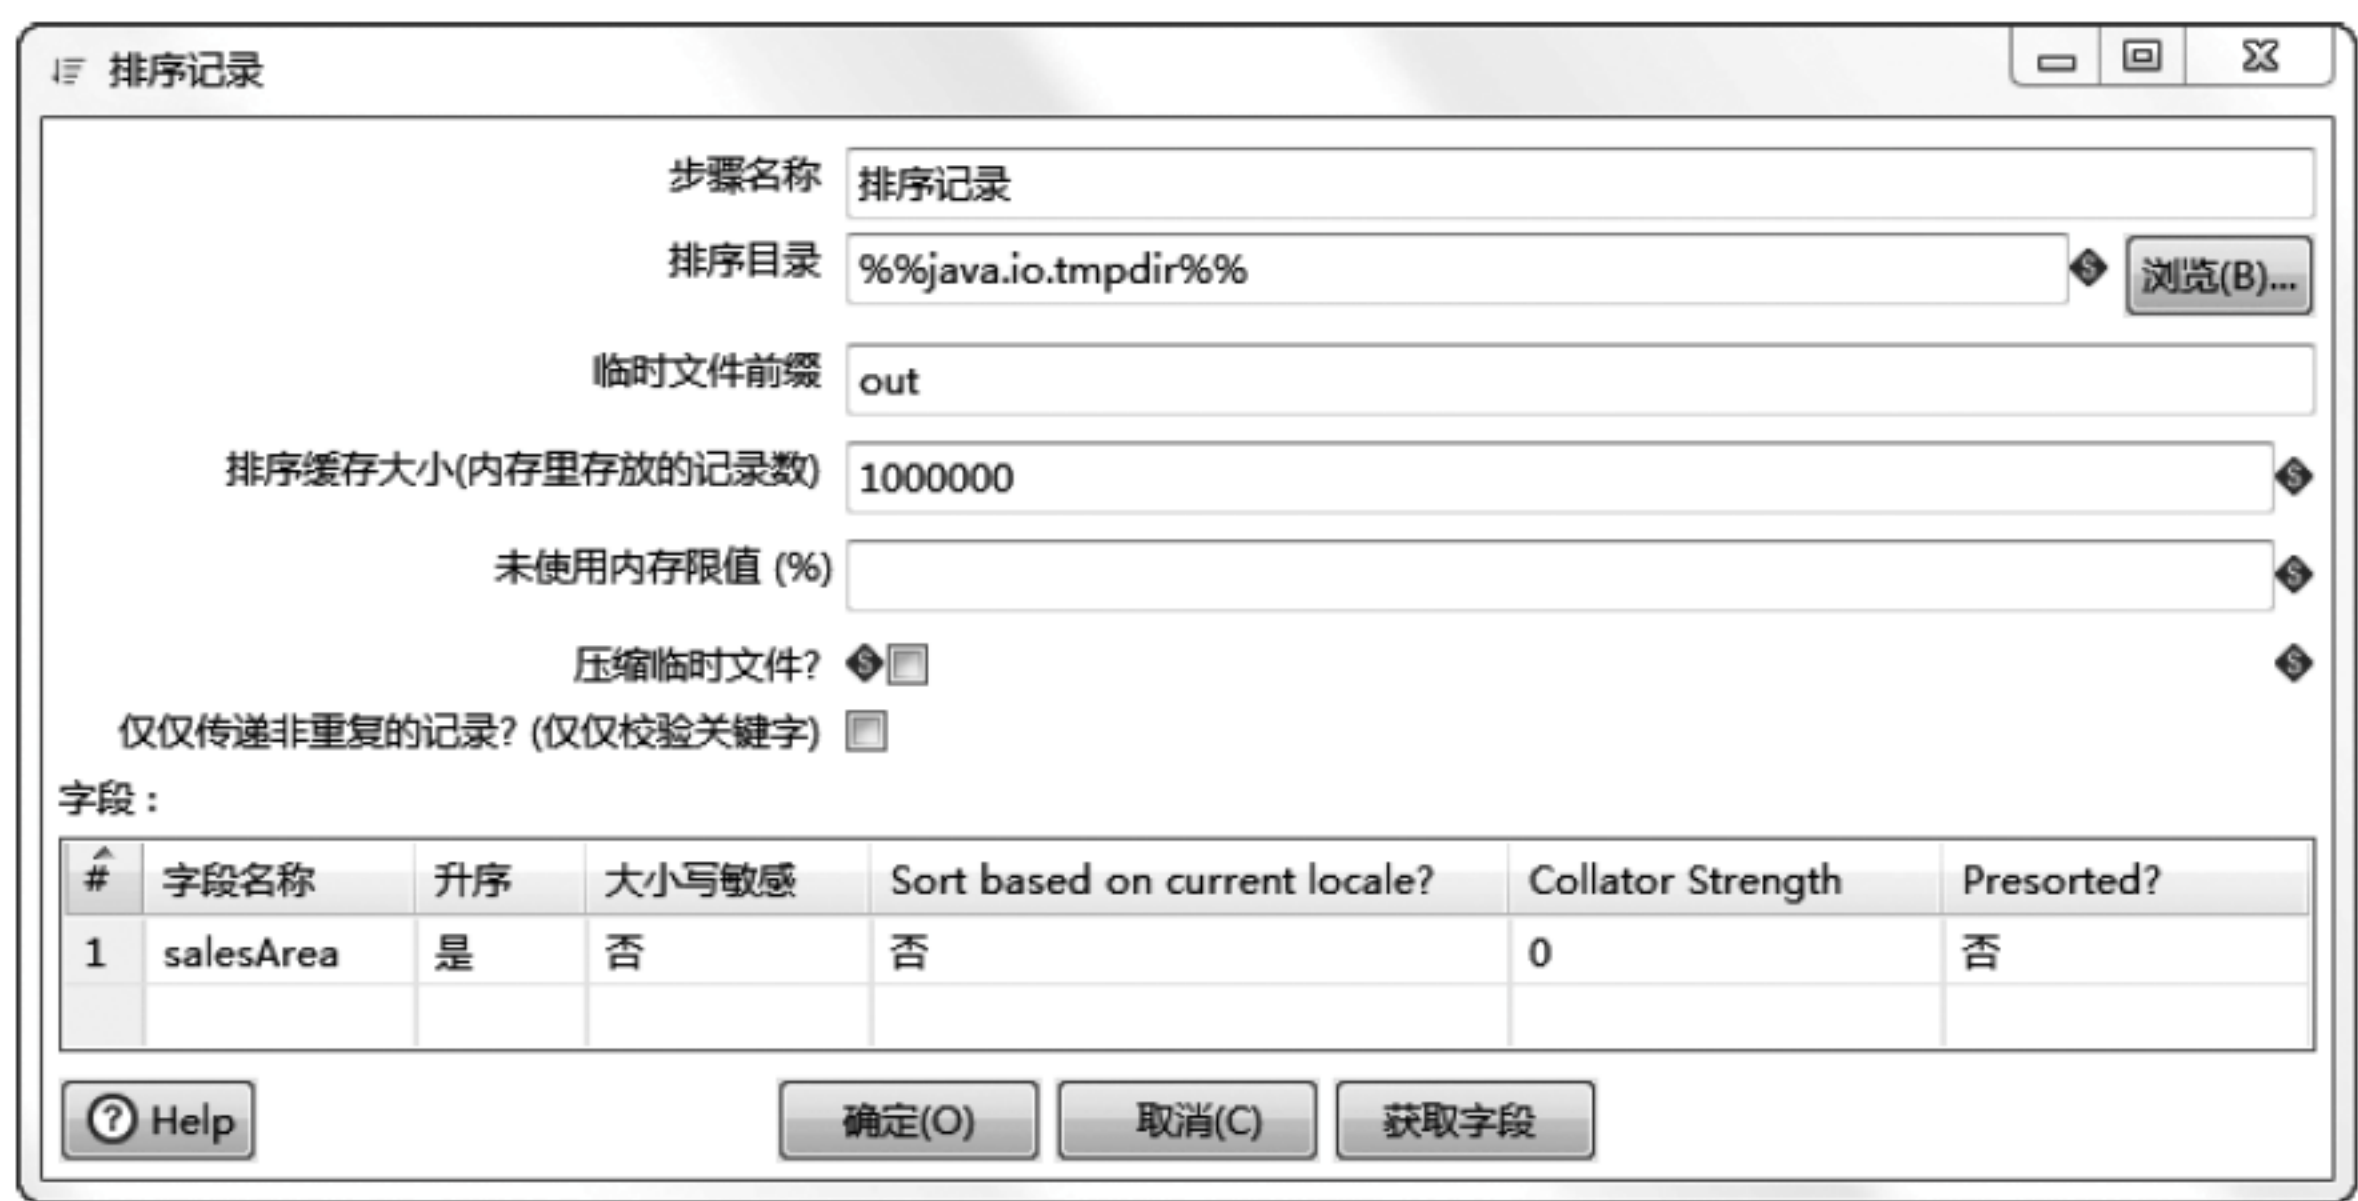 排序记录
步骤名称 排序记录
排序目录 %%java.io.tmpdir%% 浏览(B)...
临时文件前缀 out
排序缓存大小(内存里存放的记录数) 1000000
未使用内存限值 (%)
压缩临时文件?
仅仅传递非重复的记录? (仅仅校验关键字)
字段：
# 字段名称 升序 大小写敏感 Sort based on current locale? Collator Strength Presorted?
1 salesArea 是 否 否 0 否
Help 确定(O) 取消(C) 获取字段